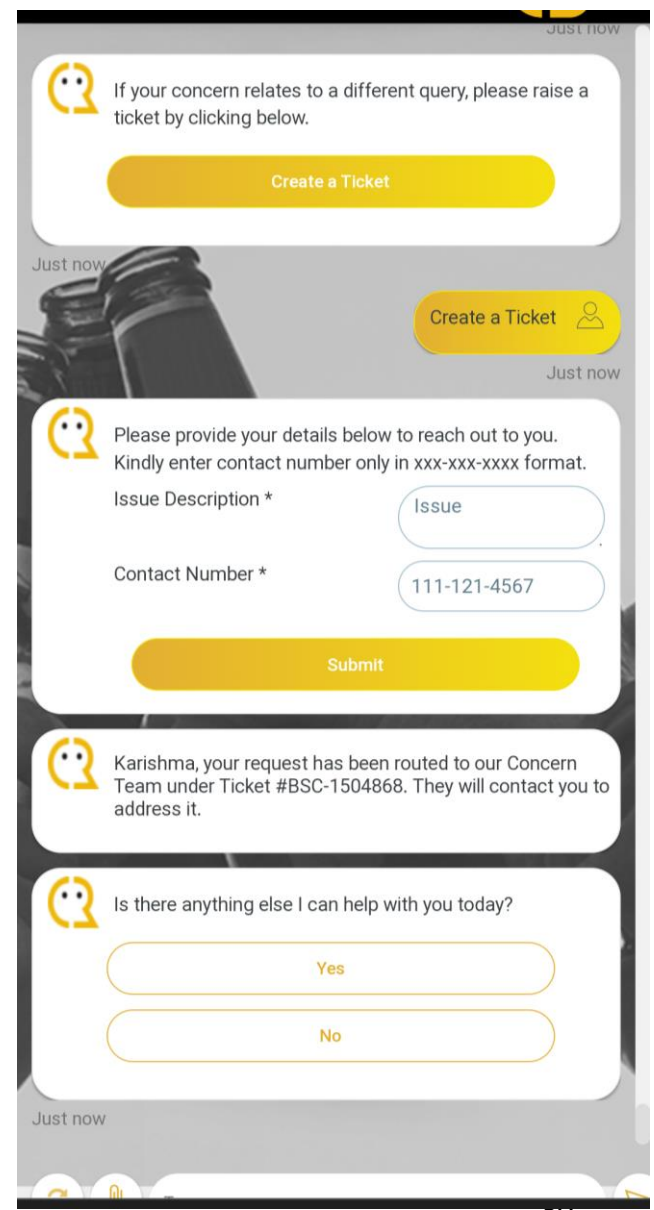 Just now
If your concern relates to a different query, please raise a
ticket by clicking below.
Create a Ticket
Just now
Create a Ticket
Just now
Please provide your details below to reach out to you.
Kindly enter contact number only in xxx-xxx-xxxx format.
Issue Description *
Issue
Contact Number *
111-121-4567
Submit
Karishma, your request has been routed to our Concern
Team under Ticket #BSC-1504868. They will contact you to
address it.
Is there anything else I can help with you today?
Yes
No
Just now